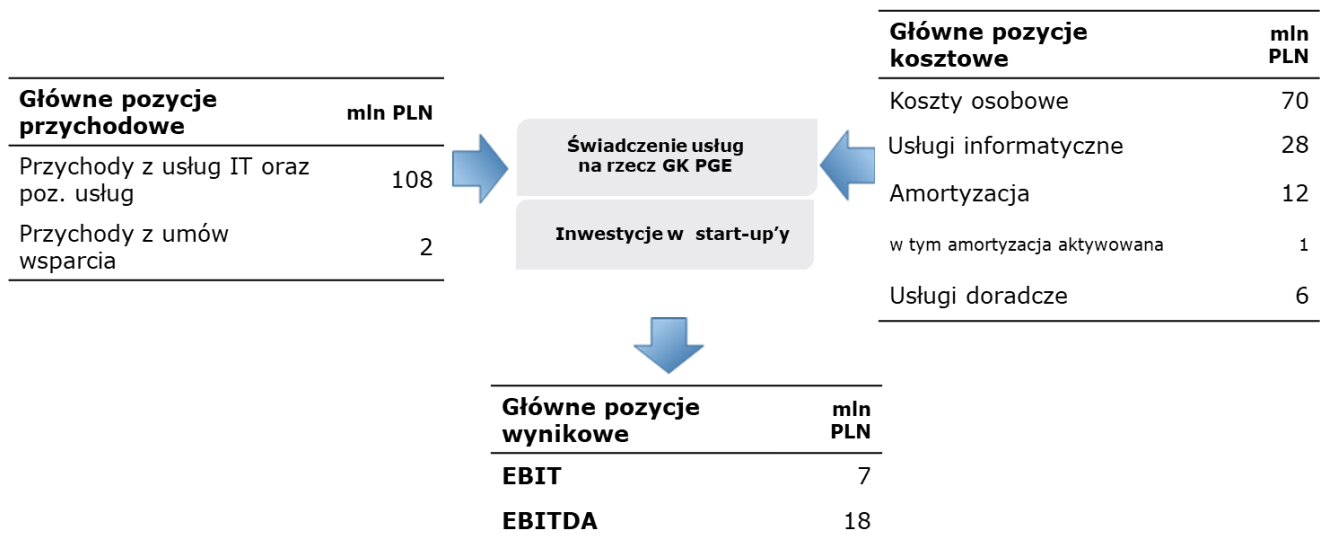 Główne pozycje przychodowe mln PLN
Przychody z usług IT oraz poz. usług 108
Przychody z umów wsparcia 2
Świadczenie usług
na rzecz GK PGE
Inwestycje w start-up’y
Główne pozycje kosztowe mln PLN
Koszty osobowe 70
Usługi informatyczne 28
Amortyzacja 12
w tym amortyzacja aktywowana 1
Usługi doradcze 6
Główne pozycje wynikowe mln PLN
EBIT 7
EBITDA 18